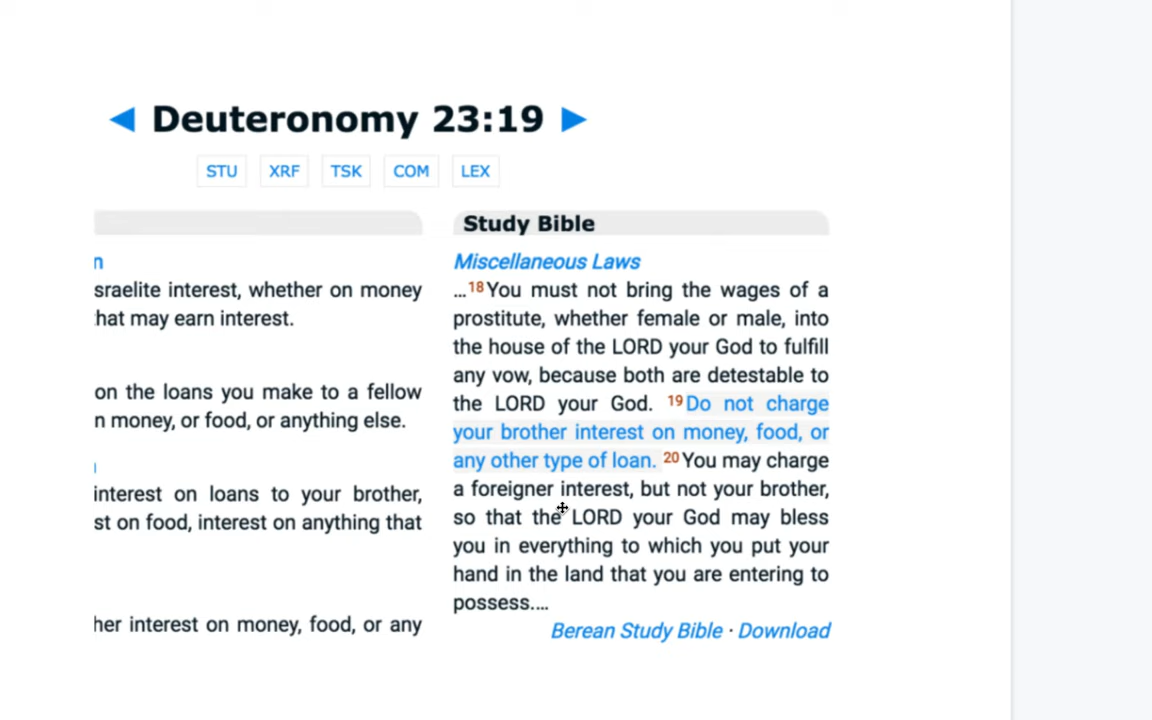 ◀ Deuteronomy 23:19 ▶
STU XRF TSK COM LEX
n
sraelite interest, whether on money
hat may earn interest.
on the loans you make to a fellow
n money, or food, or anything else.
interest on loans to your brother,
st on food, interest on anything that
her interest on money, food, or any
Study Bible
Miscellaneous Laws
...18You must not bring the wages of a
prostitute, whether female or male, into
the house of the LORD your God to fulfill
any vow, because both are detestable to
the LORD your God. 19Do not charge
your brother interest on money, food, or
any other type of loan. 20You may charge
a foreigner interest, but not your brother,
so that the LORD your God may bless
you in everything to which you put your
hand in the land that you are entering to
possess....
Berean Study Bible · Download